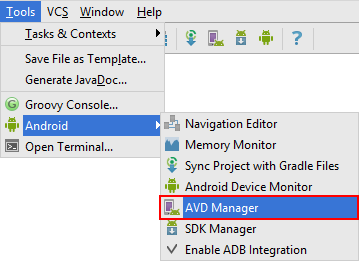 Tools VCS Window Help
Tasks & Contexts
Save File as Template...
Generate JavaDoc...
Groovy Console...
Android
Open Terminal...
Navigation Editor
Memory Monitor
Sync Project with Gradle Files
Android Device Monitor
AVD Manager
SDK Manager
Enable ADB Integration